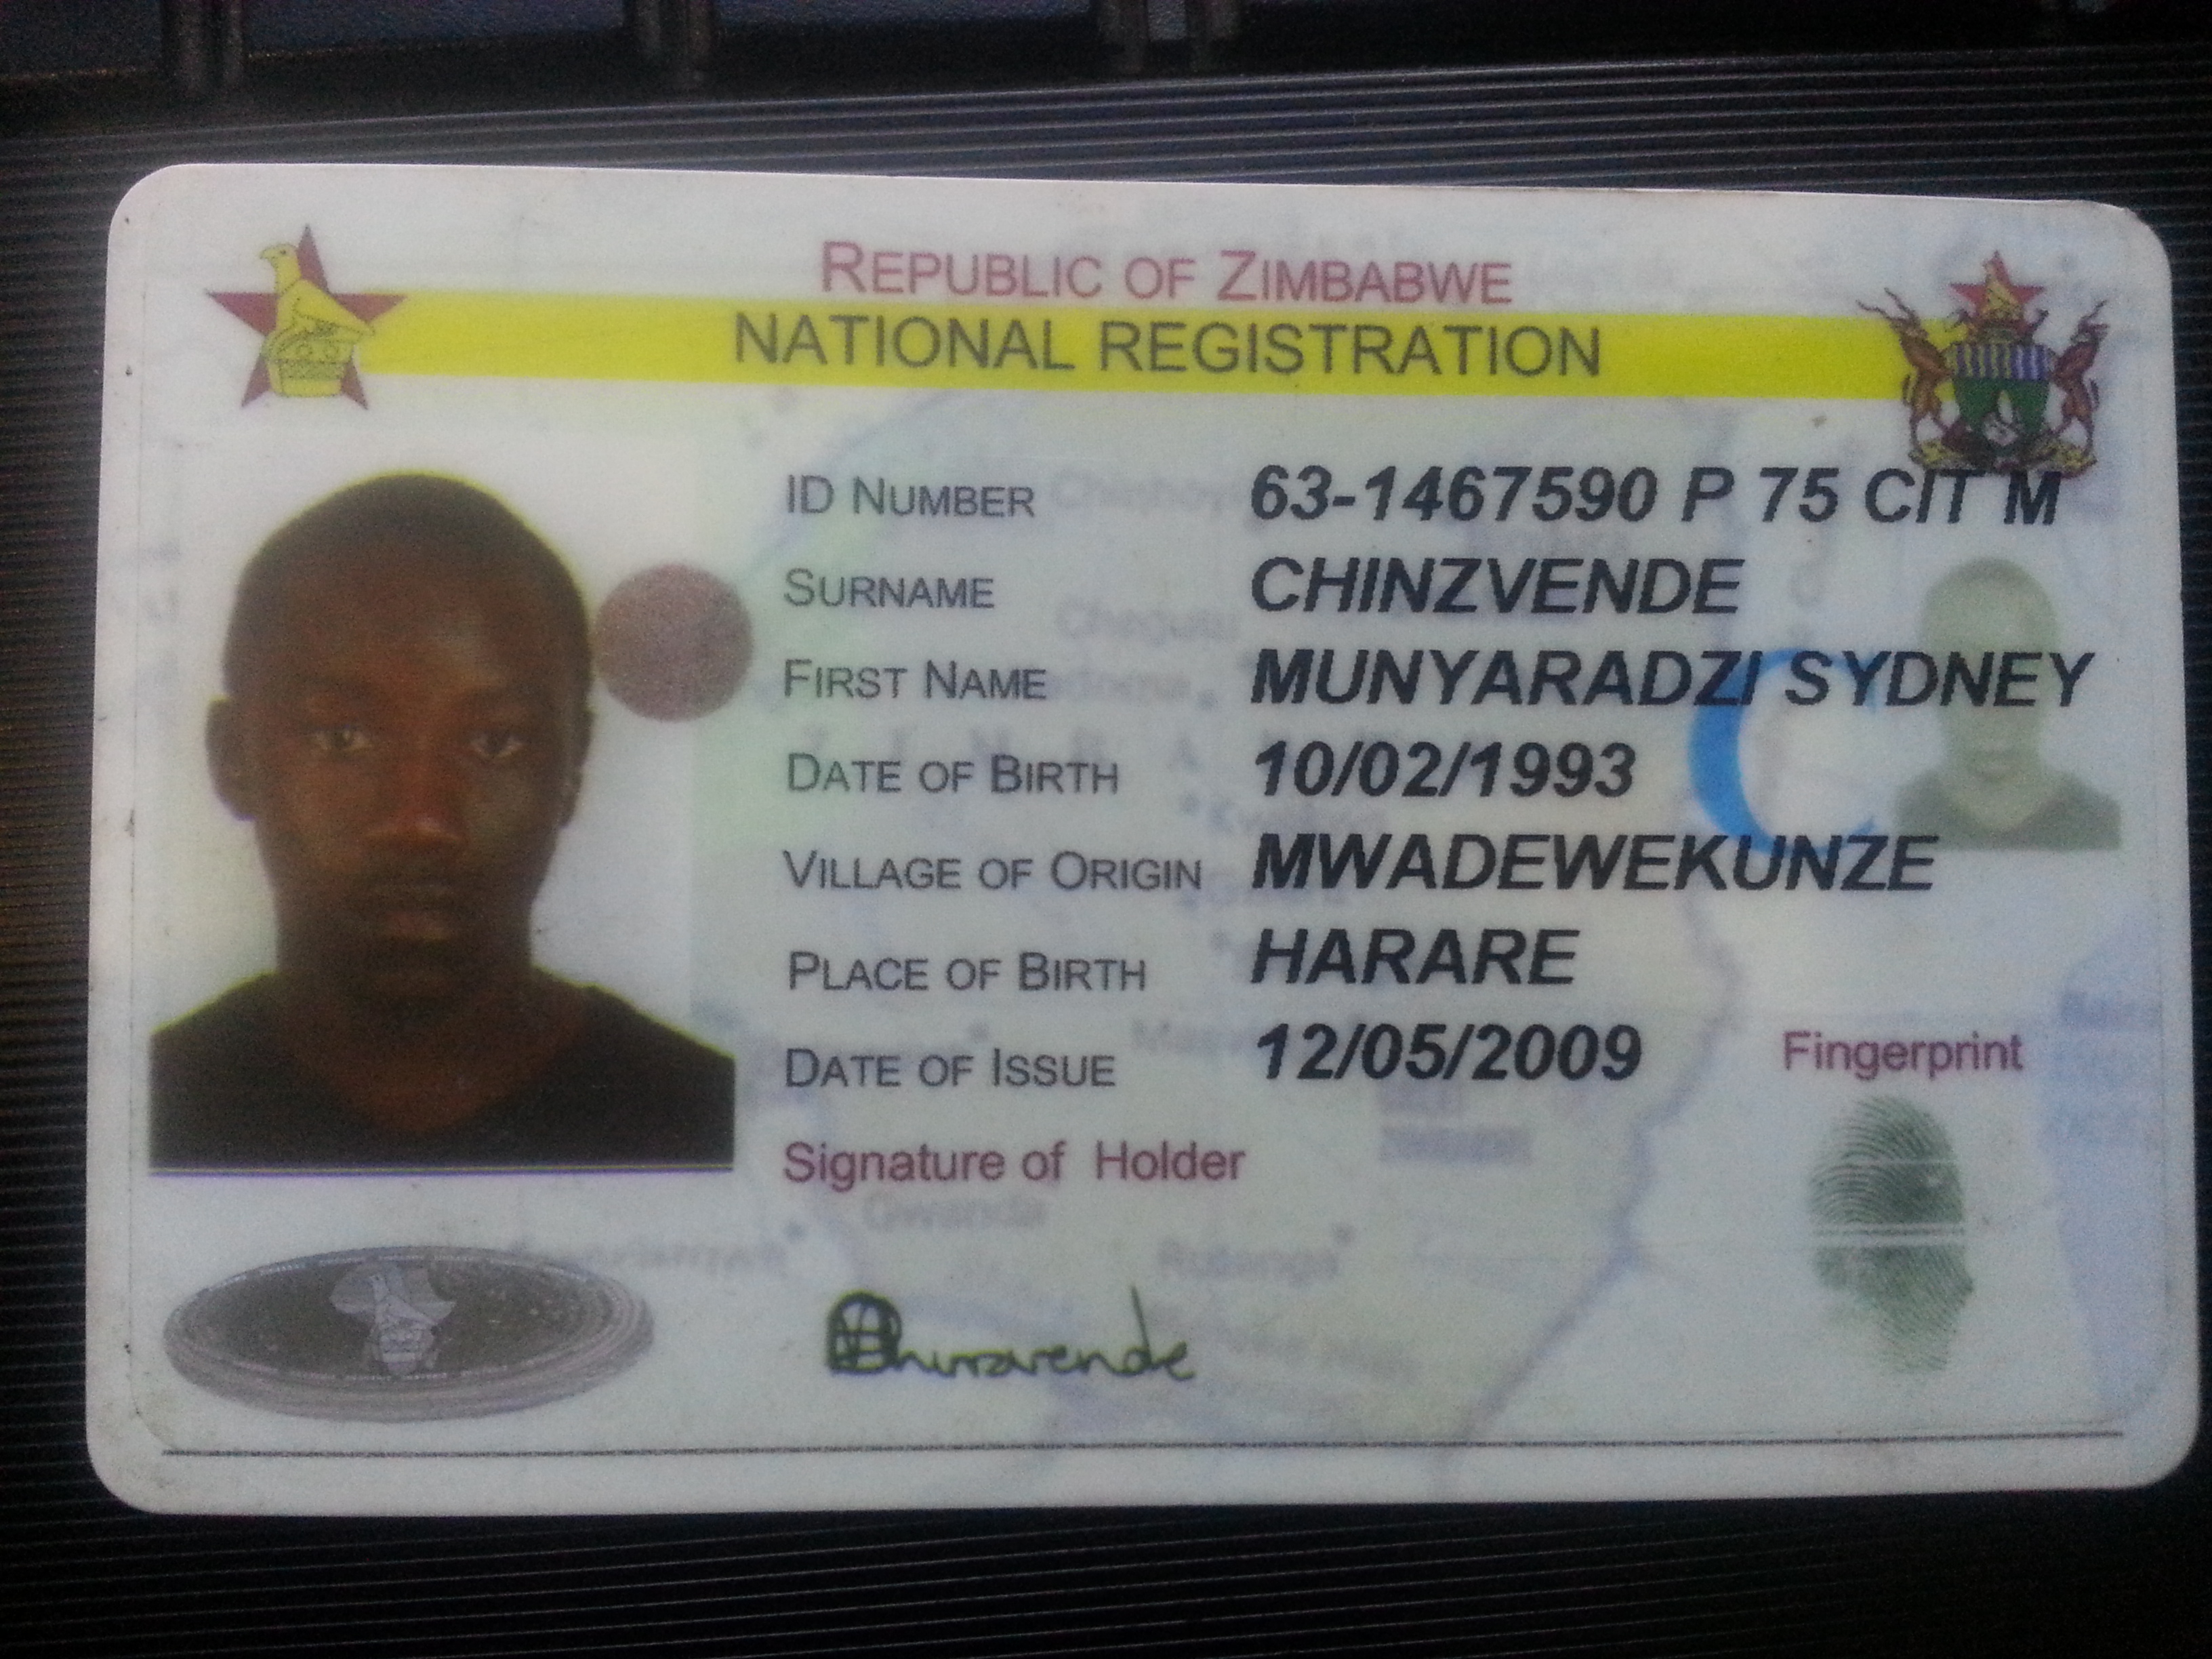 REPUBLIC OF ZIMBABWE
NATIONAL REGISTRATION
ID NUMBER 63-1467590 P 75 CIT M
SURNAME CHINZVENDE
FIRST NAME MUNYARADZI SYDNEY
DATE OF BIRTH 10/02/1993
VILLAGE OF ORIGIN MWADEWEKUNZE
PLACE OF BIRTH HARARE
DATE OF ISSUE 12/05/2009
Fingerprint
Signature of Holder
Gwanda
Rutenga
Chinzvende